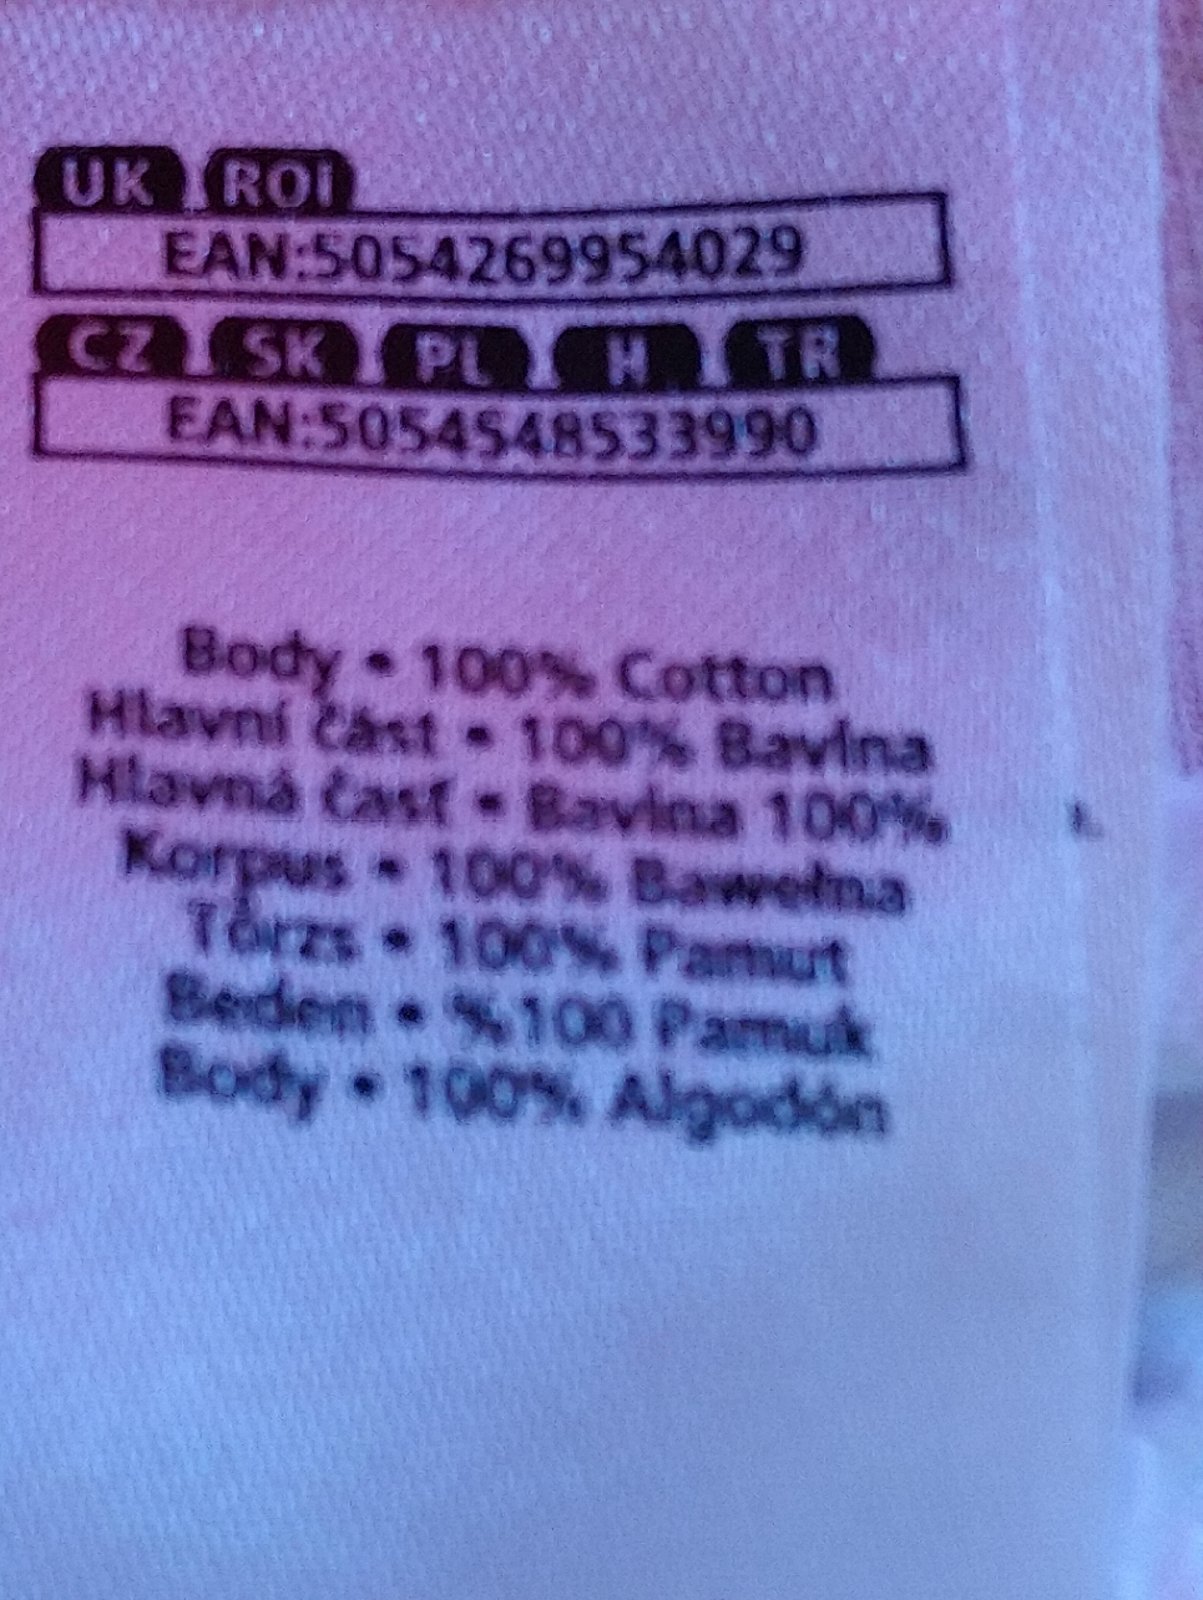 UK ROI
EAN:5054269954029
CZ SK PL H TR
EAN:5054548533990
Body • 100% Cotton
Hlavní část • 100% Bavlna
Hlavná časť • Bavlna 100%
Korpus • 100% Bawełna
Törzs • 100% Pamut
Beden • %100 Pamuk
Body • 100% Algodón